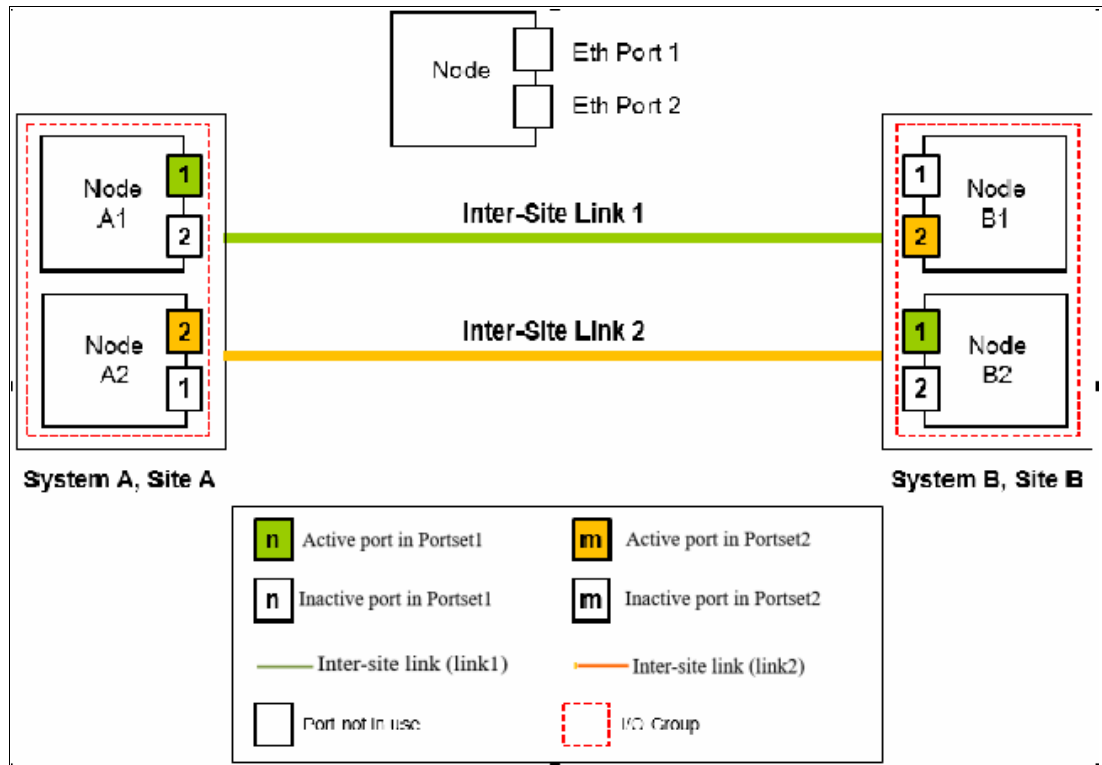 Node
Eth Port 1
Eth Port 2
Node
A1
1
2
Node
A2
2
1
System A, Site A
Inter-Site Link 1
Inter-Site Link 2
1
2
Node
B1
1
2
Node
B2
System B, Site B
n Active port in Portset1
m Active port in Portset2
n Inactive port in Portset1
m Inactive port in Portset2
Inter-site link (link1)
Inter-site link (link2)
Port not in use
I/O Group